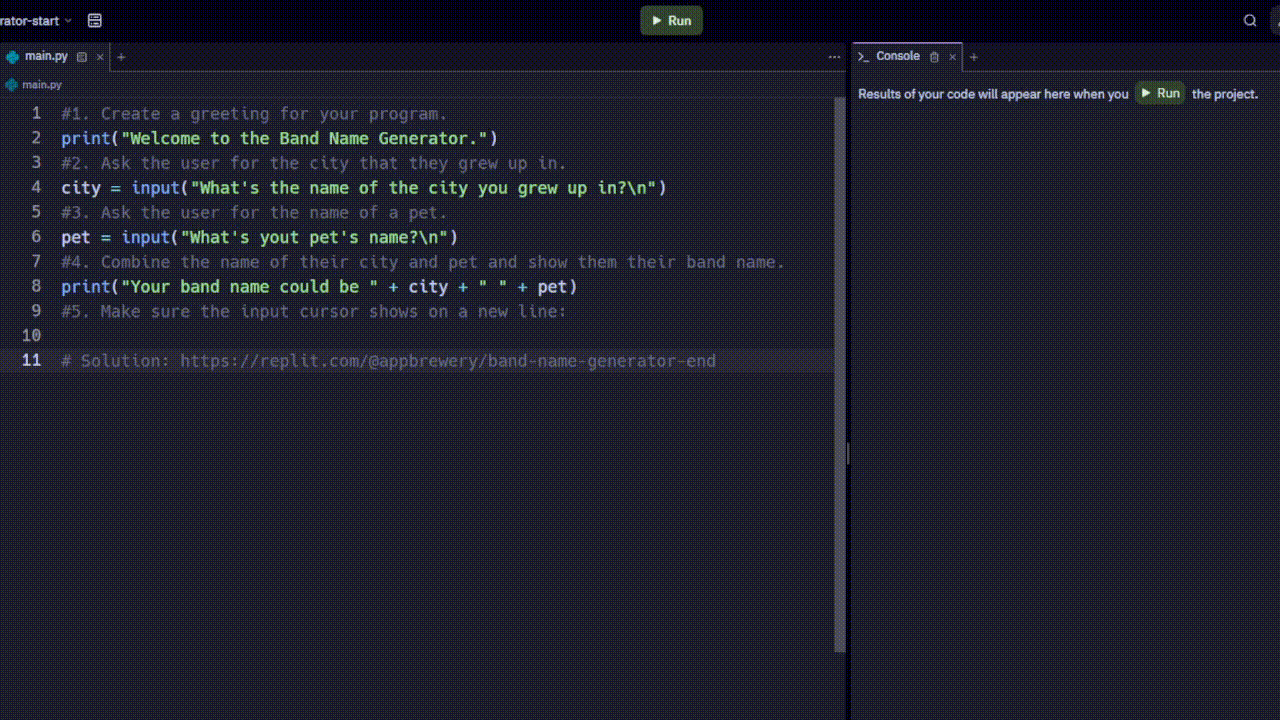 rator-start
Run
main.py
Console
main.py
Results of your code will appear here when you Run the project.
1 #1. Create a greeting for your program.
2 print("Welcome to the Band Name Generator.")
3 #2. Ask the user for the city that they grew up in.
4 city = input("What's the name of the city you grew up in?\n")
5 #3. Ask the user for the name of a pet.
6 pet = input("What's yout pet's name?\n")
7 #4. Combine the name of their city and pet and show them their band name.
8 print("Your band name could be " + city + " " + pet)
9 #5. Make sure the input cursor shows on a new line:
10
11 # Solution: https://replit.com/@appbrewery/band-name-generator-end